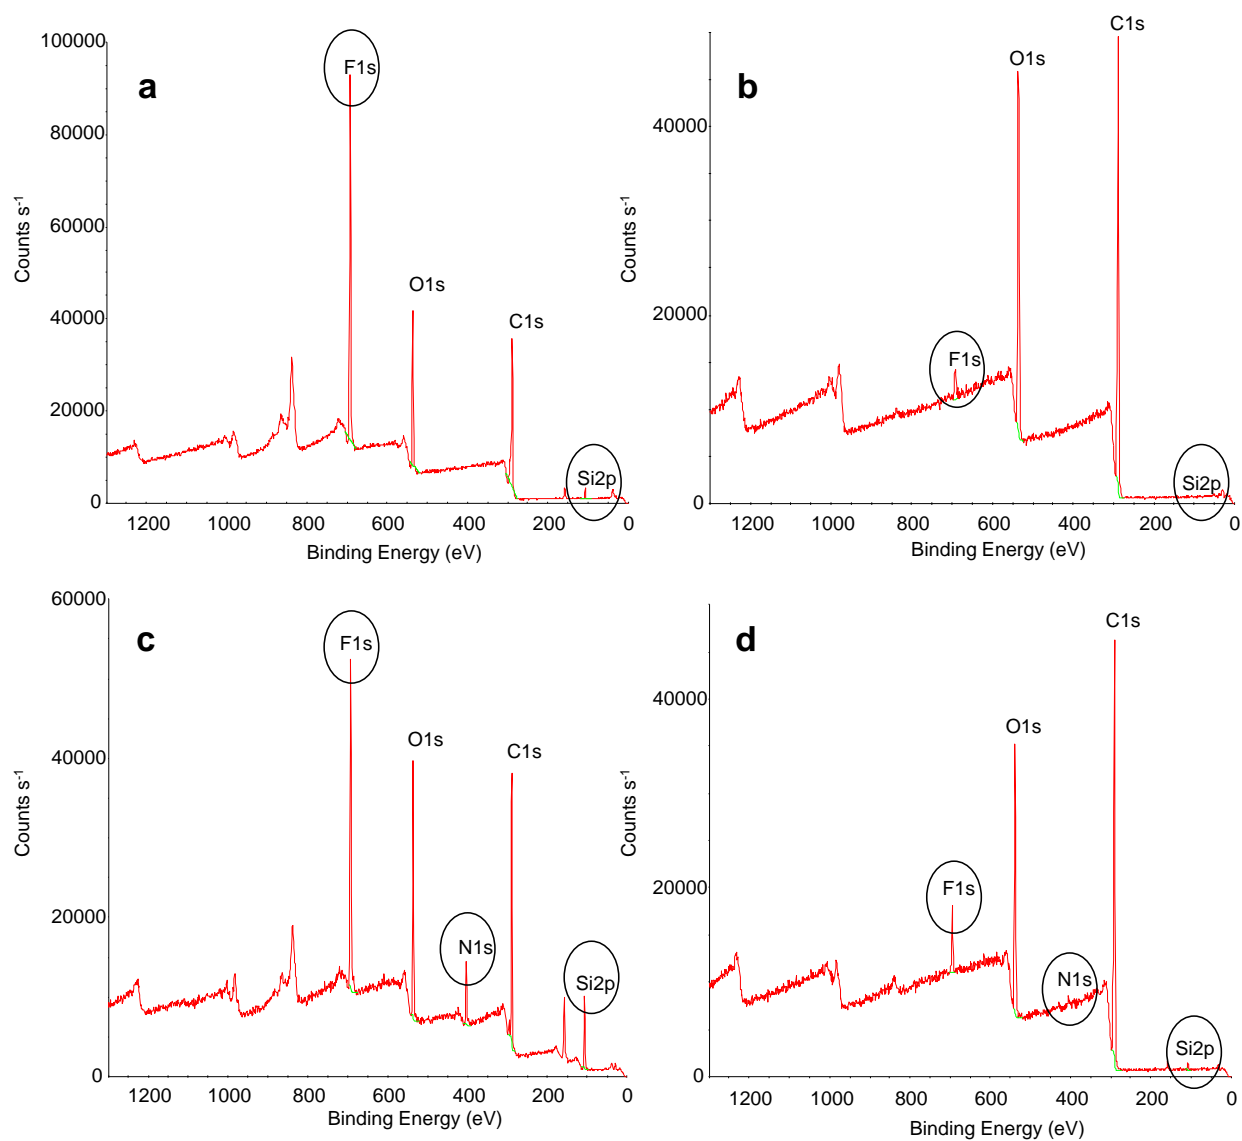 a
100000
80000
60000
40000
20000
0
Counts s-1
F1s
O1s
C1s
Si2p
1200 1000 800 600 400 200 0
Binding Energy (eV)
b
40000
20000
0
Counts s-1
F1s
O1s
C1s
Si2p
1200 1000 800 600 400 200 0
Binding Energy (eV)
c
60000
40000
20000
0
Counts s-1
F1s
O1s
N1s
C1s
Si2p
1200 1000 800 600 400 200 0
Binding Energy (eV)
d
40000
20000
0
Counts s-1
F1s
O1s
N1s
C1s
Si2p
1200 1000 800 600 400 200 0
Binding Energy (eV)